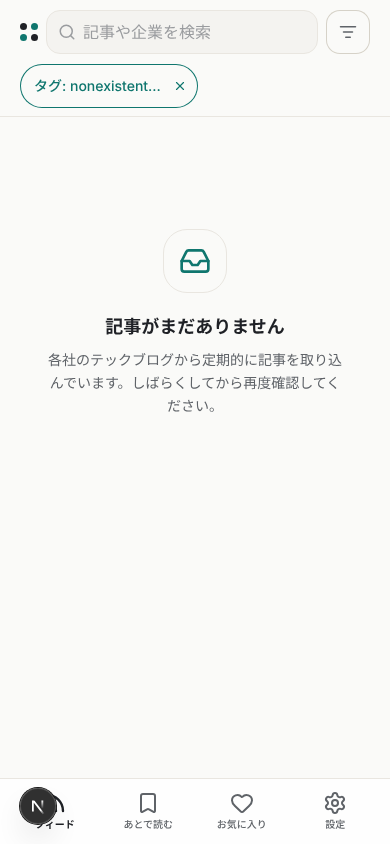 記事や企業を検索
タグ: nonexistent...
記事がまだありません
各社のテックブログから定期的に記事を取り込
んでいます。しばらくしてから再度確認してく
ださい。
N
フィード
あとで読む
お気に入り
設定